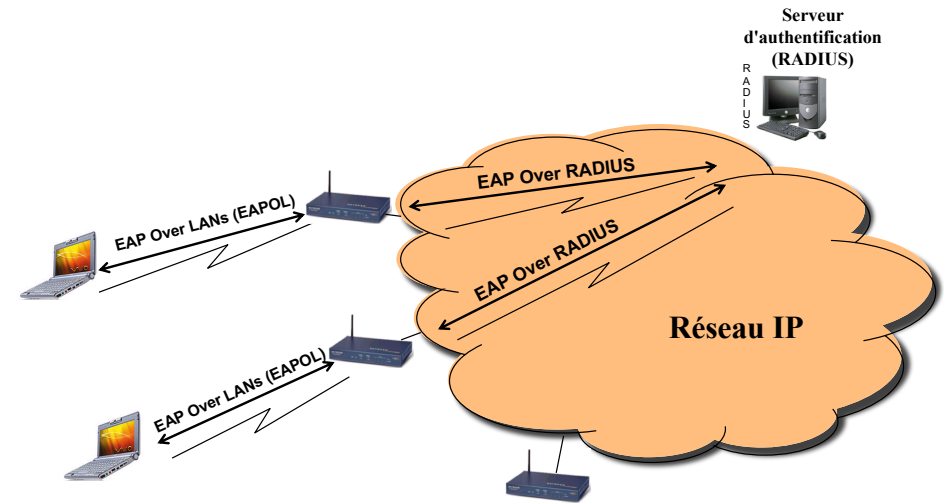 Serveur
d'authentification
(RADIUS)
R
A
D
I
U
S
EAP Over RADIUS
EAP Over LANs (EAPOL)
EAP Over RADIUS
Réseau IP
EAP Over LANs (EAPOL)